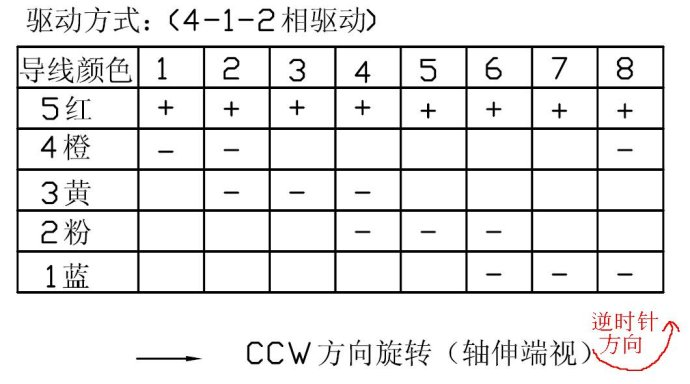 驱动方式：(4-1-2相驱动)
导线颜色 1 2 3 4 5 6 7 8
5红 + + + + + + + +
4橙 - - -
3黄 - - -
2粉 - - -
1蓝 - - -
逆时针
方向
CCW 方向旋转（轴伸端视）